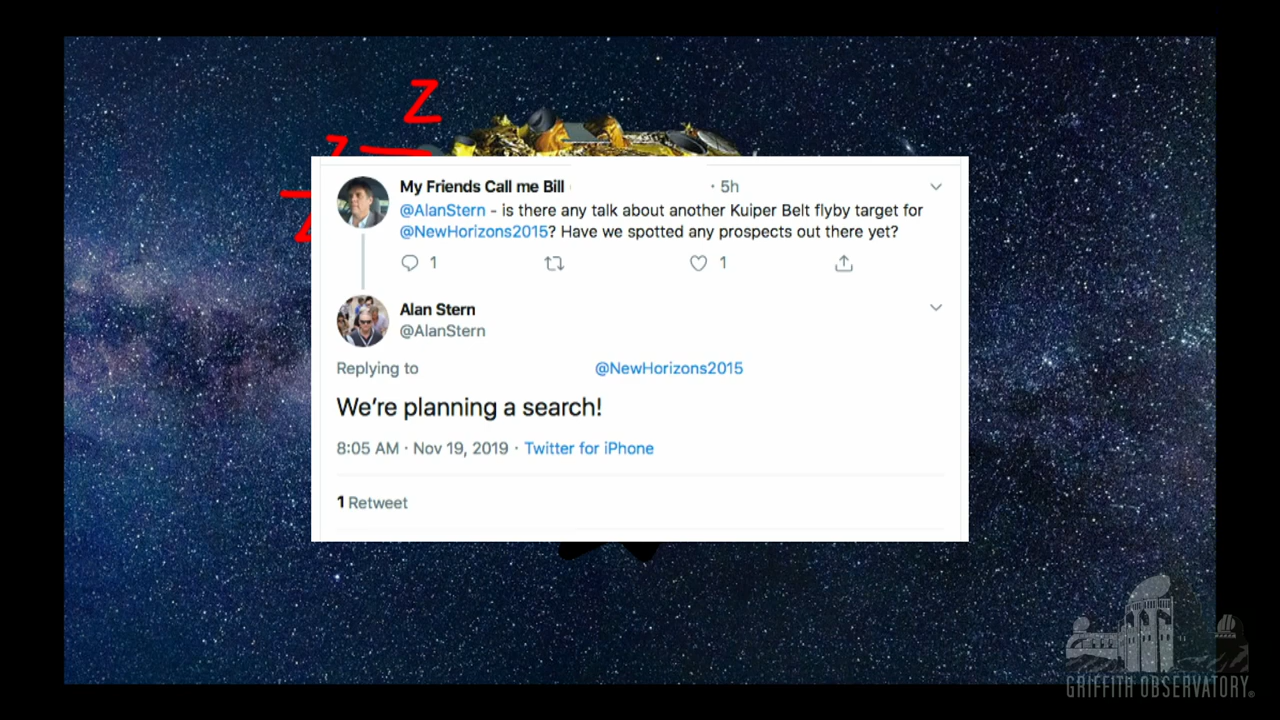 Z
Z
Z
My Friends Call me Bill · 5h
@AlanStern - is there any talk about another Kuiper Belt flyby target for
@NewHorizons2015? Have we spotted any prospects out there yet?
1 1
Alan Stern
@AlanStern
Replying to @NewHorizons2015
We're planning a search!
8:05 AM · Nov 19, 2019 · Twitter for iPhone
1 Retweet
GRIFFITH OBSERVATORY®